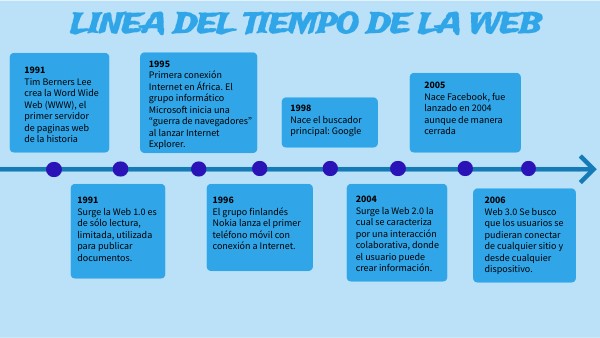 LINEA DEL TIEMPO DE LA WEB
1991
Tim Berners Lee
crea la Word Wide
Web (WWW), el
primer servidor
de paginas web
de la historia
1995
Primera conexión
Internet en África. El
grupo informático
Microsoft inicia una
“guerra de navegadores”
al lanzar Internet
Explorer.
1998
Nace el buscador
principal: Google
2005
Nace Facebook, fue
lanzado en 2004
aunque de manera
cerrada
1991
Surge la Web 1.0 es
de sólo lectura,
limitada, utilizada
para publicar
documentos.
1996
El grupo finlandés
Nokia lanza el primer
teléfono móvil con
conexión a Internet.
2004
Surge la Web 2.0 la
cual se caracteriza
por una interacción
colaborativa, donde
el usuario puede
crear información.
2006
Web 3.0 Se busco
que los usuarios se
pudieran conectar
de cualquier sitio y
desde cualquier
dispositivo.